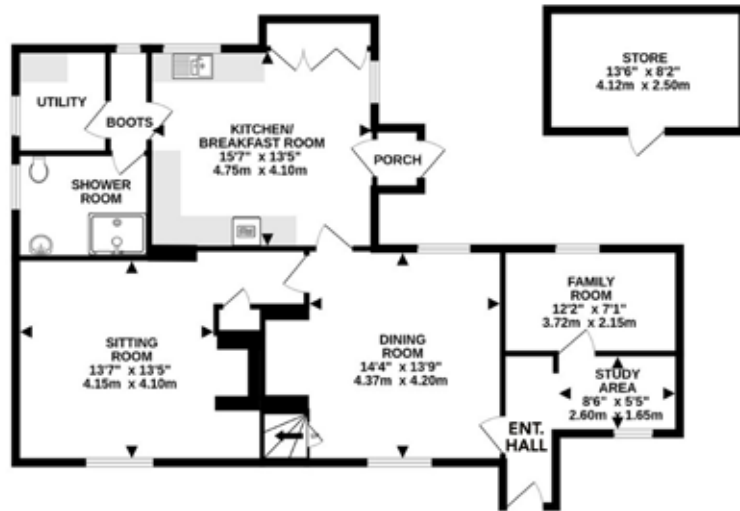 STORE
13'6" x 8'2"
4.12m x 2.50m
UTILITY
BOOTS
KITCHEN/
BREAKFAST ROOM
15'7" x 13'5"
4.75m x 4.10m
PORCH
SHOWER
ROOM
FAMILY
ROOM
12'2" x 7'1"
3.72m x 2.15m
SITTING
ROOM
13'7" x 13'5"
4.15m x 4.10m
DINING
ROOM
14'4" x 13'9"
4.37m x 4.20m
STUDY
AREA
8'6" x 5'5"
2.60m x 1.65m
ENT.
HALL